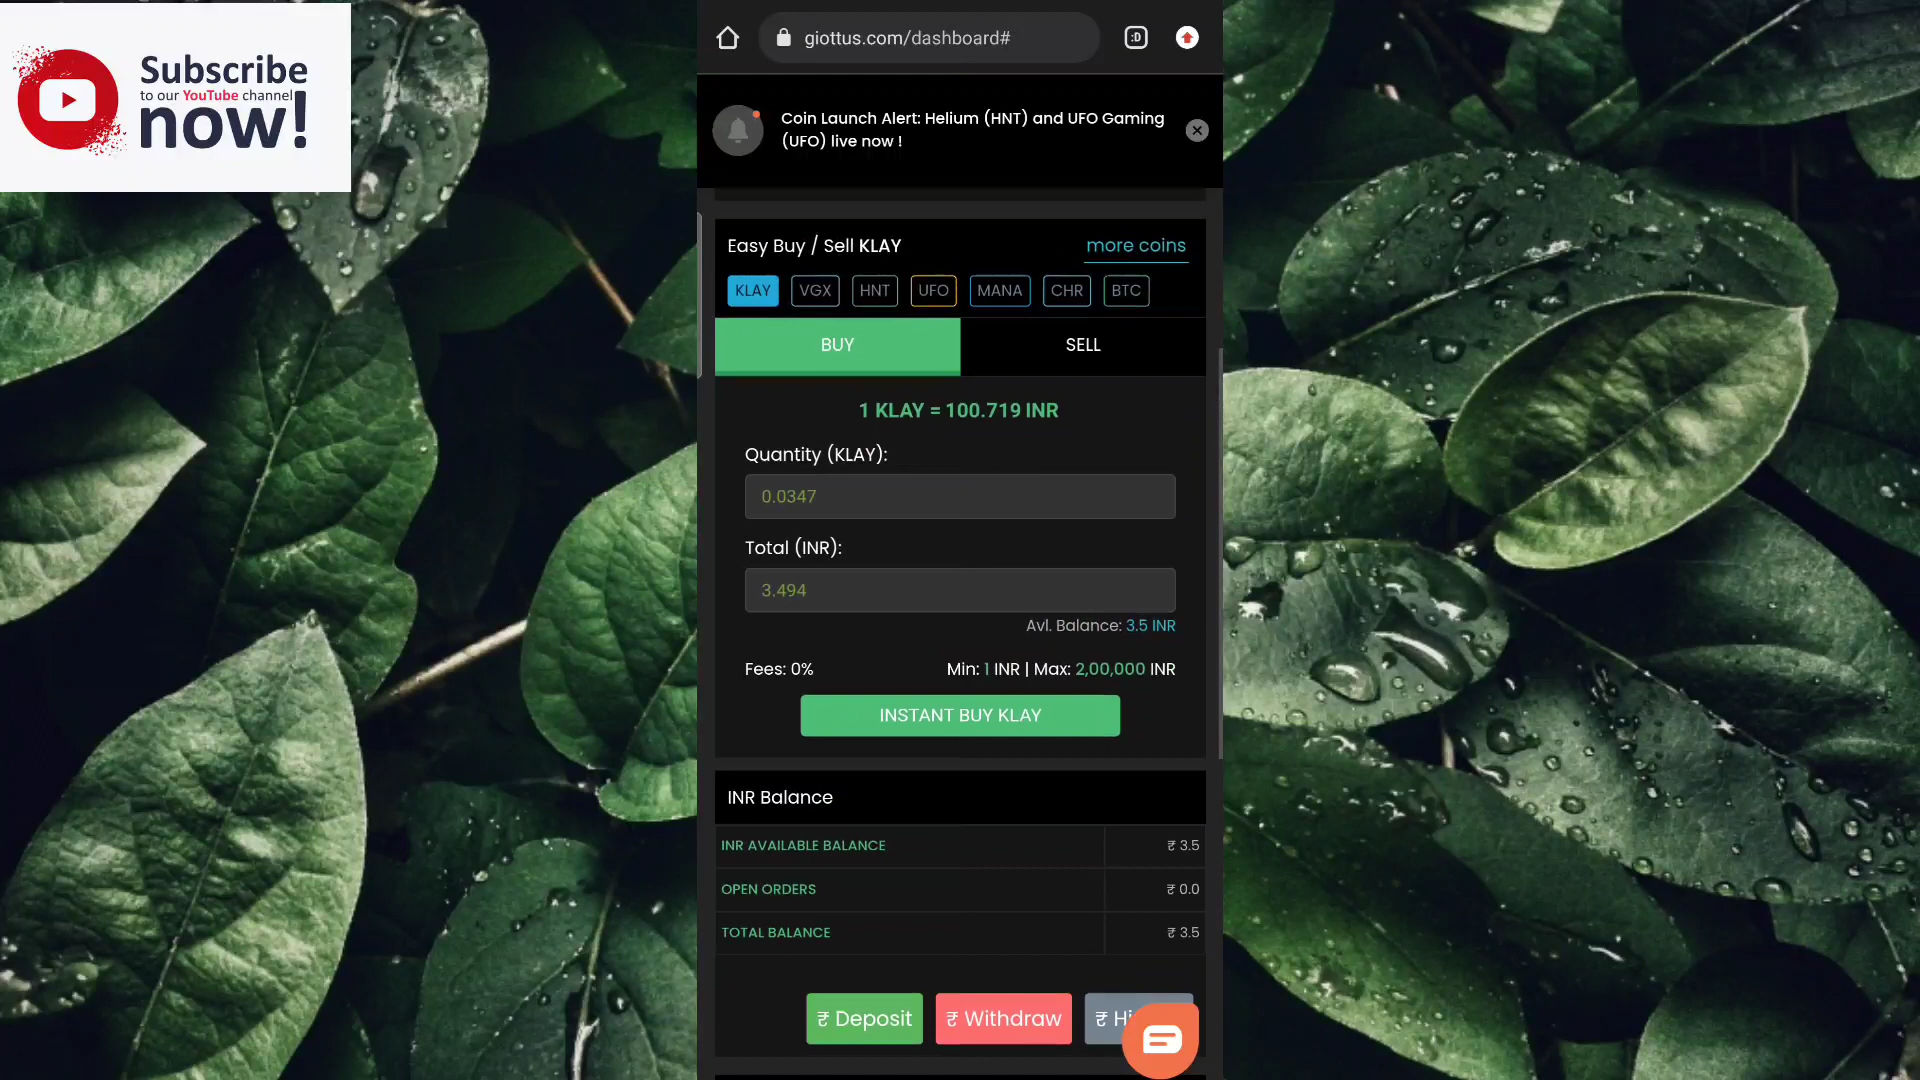 Subscribe
to our YouTube channel
now!
giottus.com/dashboard#
:D
Coin Launch Alert: Helium (HNT) and UFO Gaming
(UFO) live now !
Easy Buy / Sell KLAY
more coins
KLAY VGX HNT UFO MANA CHR BTC
BUY SELL
1 KLAY = 100.719 INR
Quantity (KLAY):
0.0347
Total (INR):
3.494
Avl. Balance: 3.5 INR
Fees: 0% Min: 1 INR | Max: 2,00,000 INR
INSTANT BUY KLAY
INR Balance
INR AVAILABLE BALANCE ₹ 3.5
OPEN ORDERS ₹ 0.0
TOTAL BALANCE ₹ 3.5
₹ Deposit ₹ Withdraw ₹